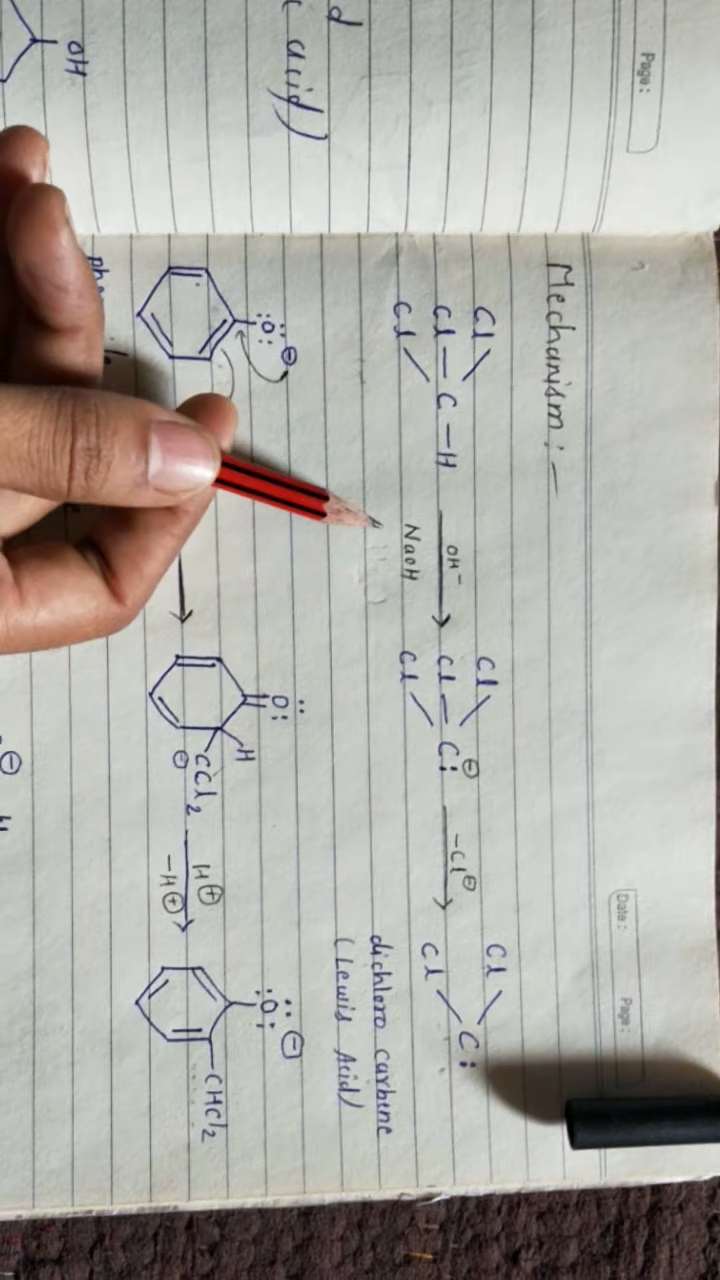 Page:
d
( acid)
OH
Date: Page:
Mechanism :-
Cl
Cl - C - H
Cl
OH-
NaOH
Cl
Cl - C:⊖
Cl
-Cl⊖
Cl
C:
Cl
dichloro carbene
(Lewis Acid)
:Ö: ⊖
Ö:
H
CCl2
⊖
H⊕
-H⊕
:Ö: ⊖
CHCl2
⊖ H